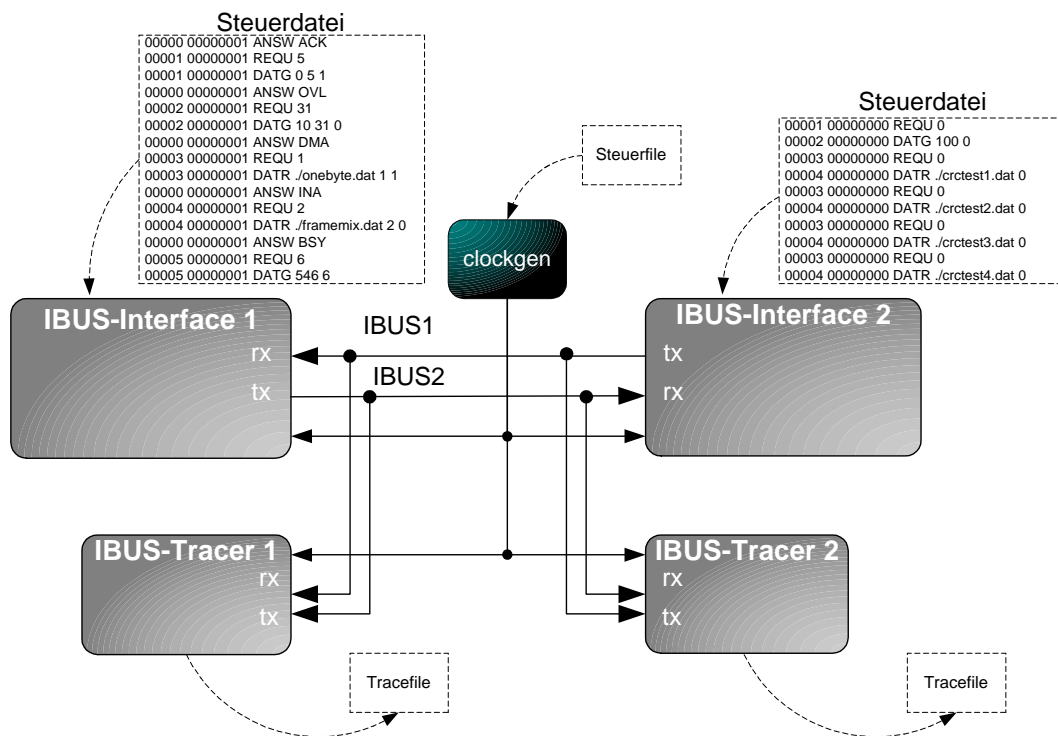 Steuerdatei
00000 00000001 ANSW ACK
00001 00000001 REQU 5
00001 00000001 DATG 0 5 1
00000 00000001 ANSW OVL
00002 00000001 REQU 31
00002 00000001 DATG 10 31 0
00000 00000001 ANSW DMA
00003 00000001 REQU 1
00003 00000001 DATR ./onebyte.dat 1 1
00000 00000001 ANSW INA
00004 00000001 REQU 2
00004 00000001 DATR ./framemix.dat 2 0
00000 00000001 ANSW BSY
00005 00000001 REQU 6
00005 00000001 DATG 546 6
Steuerdatei
00001 00000000 REQU 0
00002 00000000 DATG 100 0
00003 00000000 REQU 0
00004 00000000 DATR ./crctest1.dat 0
00003 00000000 REQU 0
00004 00000000 DATR ./crctest2.dat 0
00003 00000000 REQU 0
00004 00000000 DATR ./crctest3.dat 0
00003 00000000 REQU 0
00004 00000000 DATR ./crctest4.dat 0
Steuerfile
clockgen
IBUS-Interface 1
rx
tx
IBUS1
IBUS2
IBUS-Interface 2
tx
rx
IBUS-Tracer 1
rx
tx
IBUS-Tracer 2
rx
tx
Tracefile
Tracefile